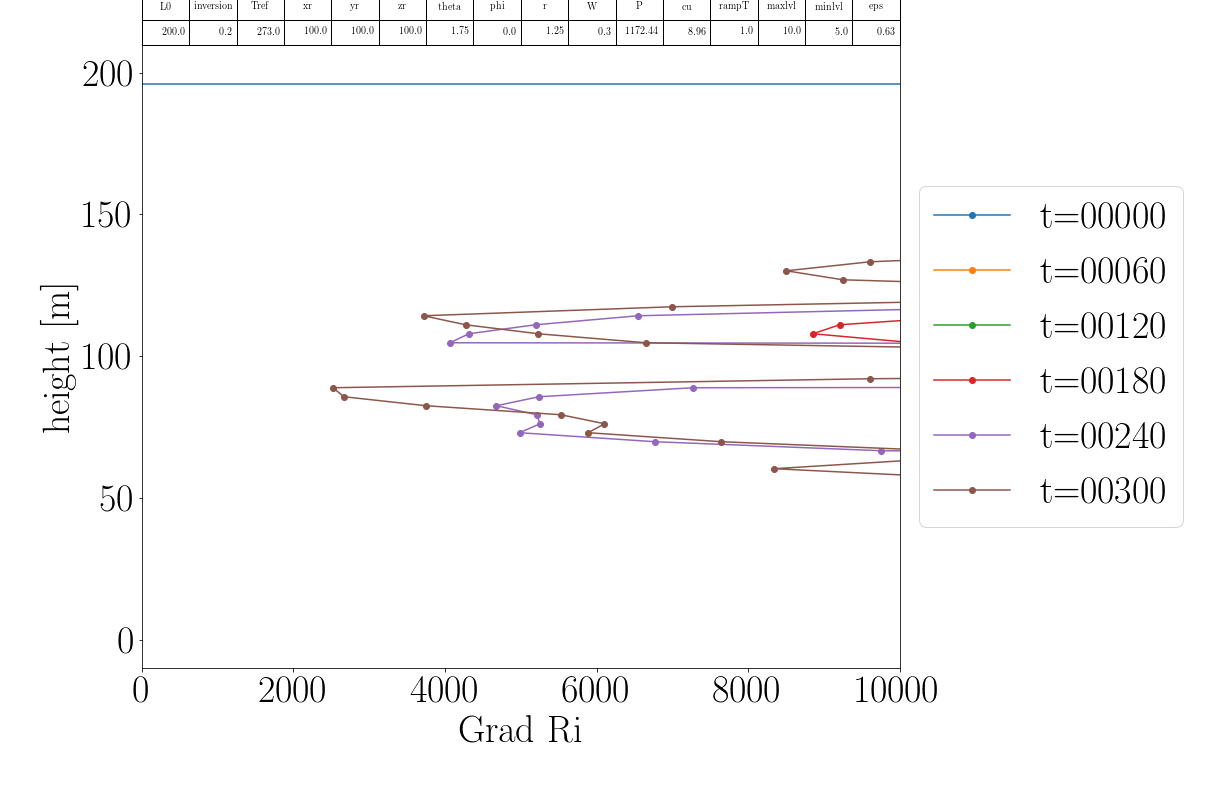 L0 inversion Tref xr yr zr theta phi r W P cu rampT maxlvl minlvl eps
200.0 0.2 273.0 100.0 100.0 100.0 1.75 0.0 1.25 0.3 1172.44 8.96 1.0 10.0 5.0 0.63
200
150
100
50
0
height [m]
0 2000 4000 6000 8000 10000
Grad Ri
t=00000
t=00060
t=00120
t=00180
t=00240
t=00300